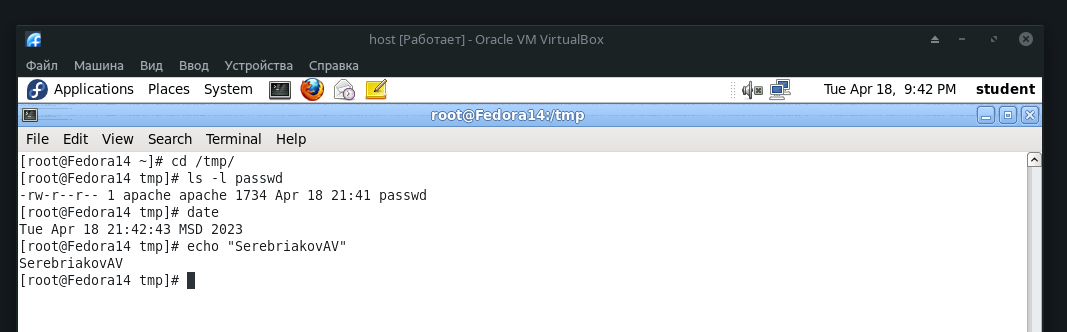 host [Работает] - Oracle VM VirtualBox
Файл Машина Вид Ввод Устройства Справка
Applications Places System Tue Apr 18, 9:42 PM student
root@Fedora14:/tmp
File Edit View Search Terminal Help
[root@Fedora14 ~]# cd /tmp/
[root@Fedora14 tmp]# ls -l passwd
-rw-r--r-- 1 apache apache 1734 Apr 18 21:41 passwd
[root@Fedora14 tmp]# date
Tue Apr 18 21:42:43 MSD 2023
[root@Fedora14 tmp]# echo "SerebriakovAV"
SerebriakovAV
[root@Fedora14 tmp]#